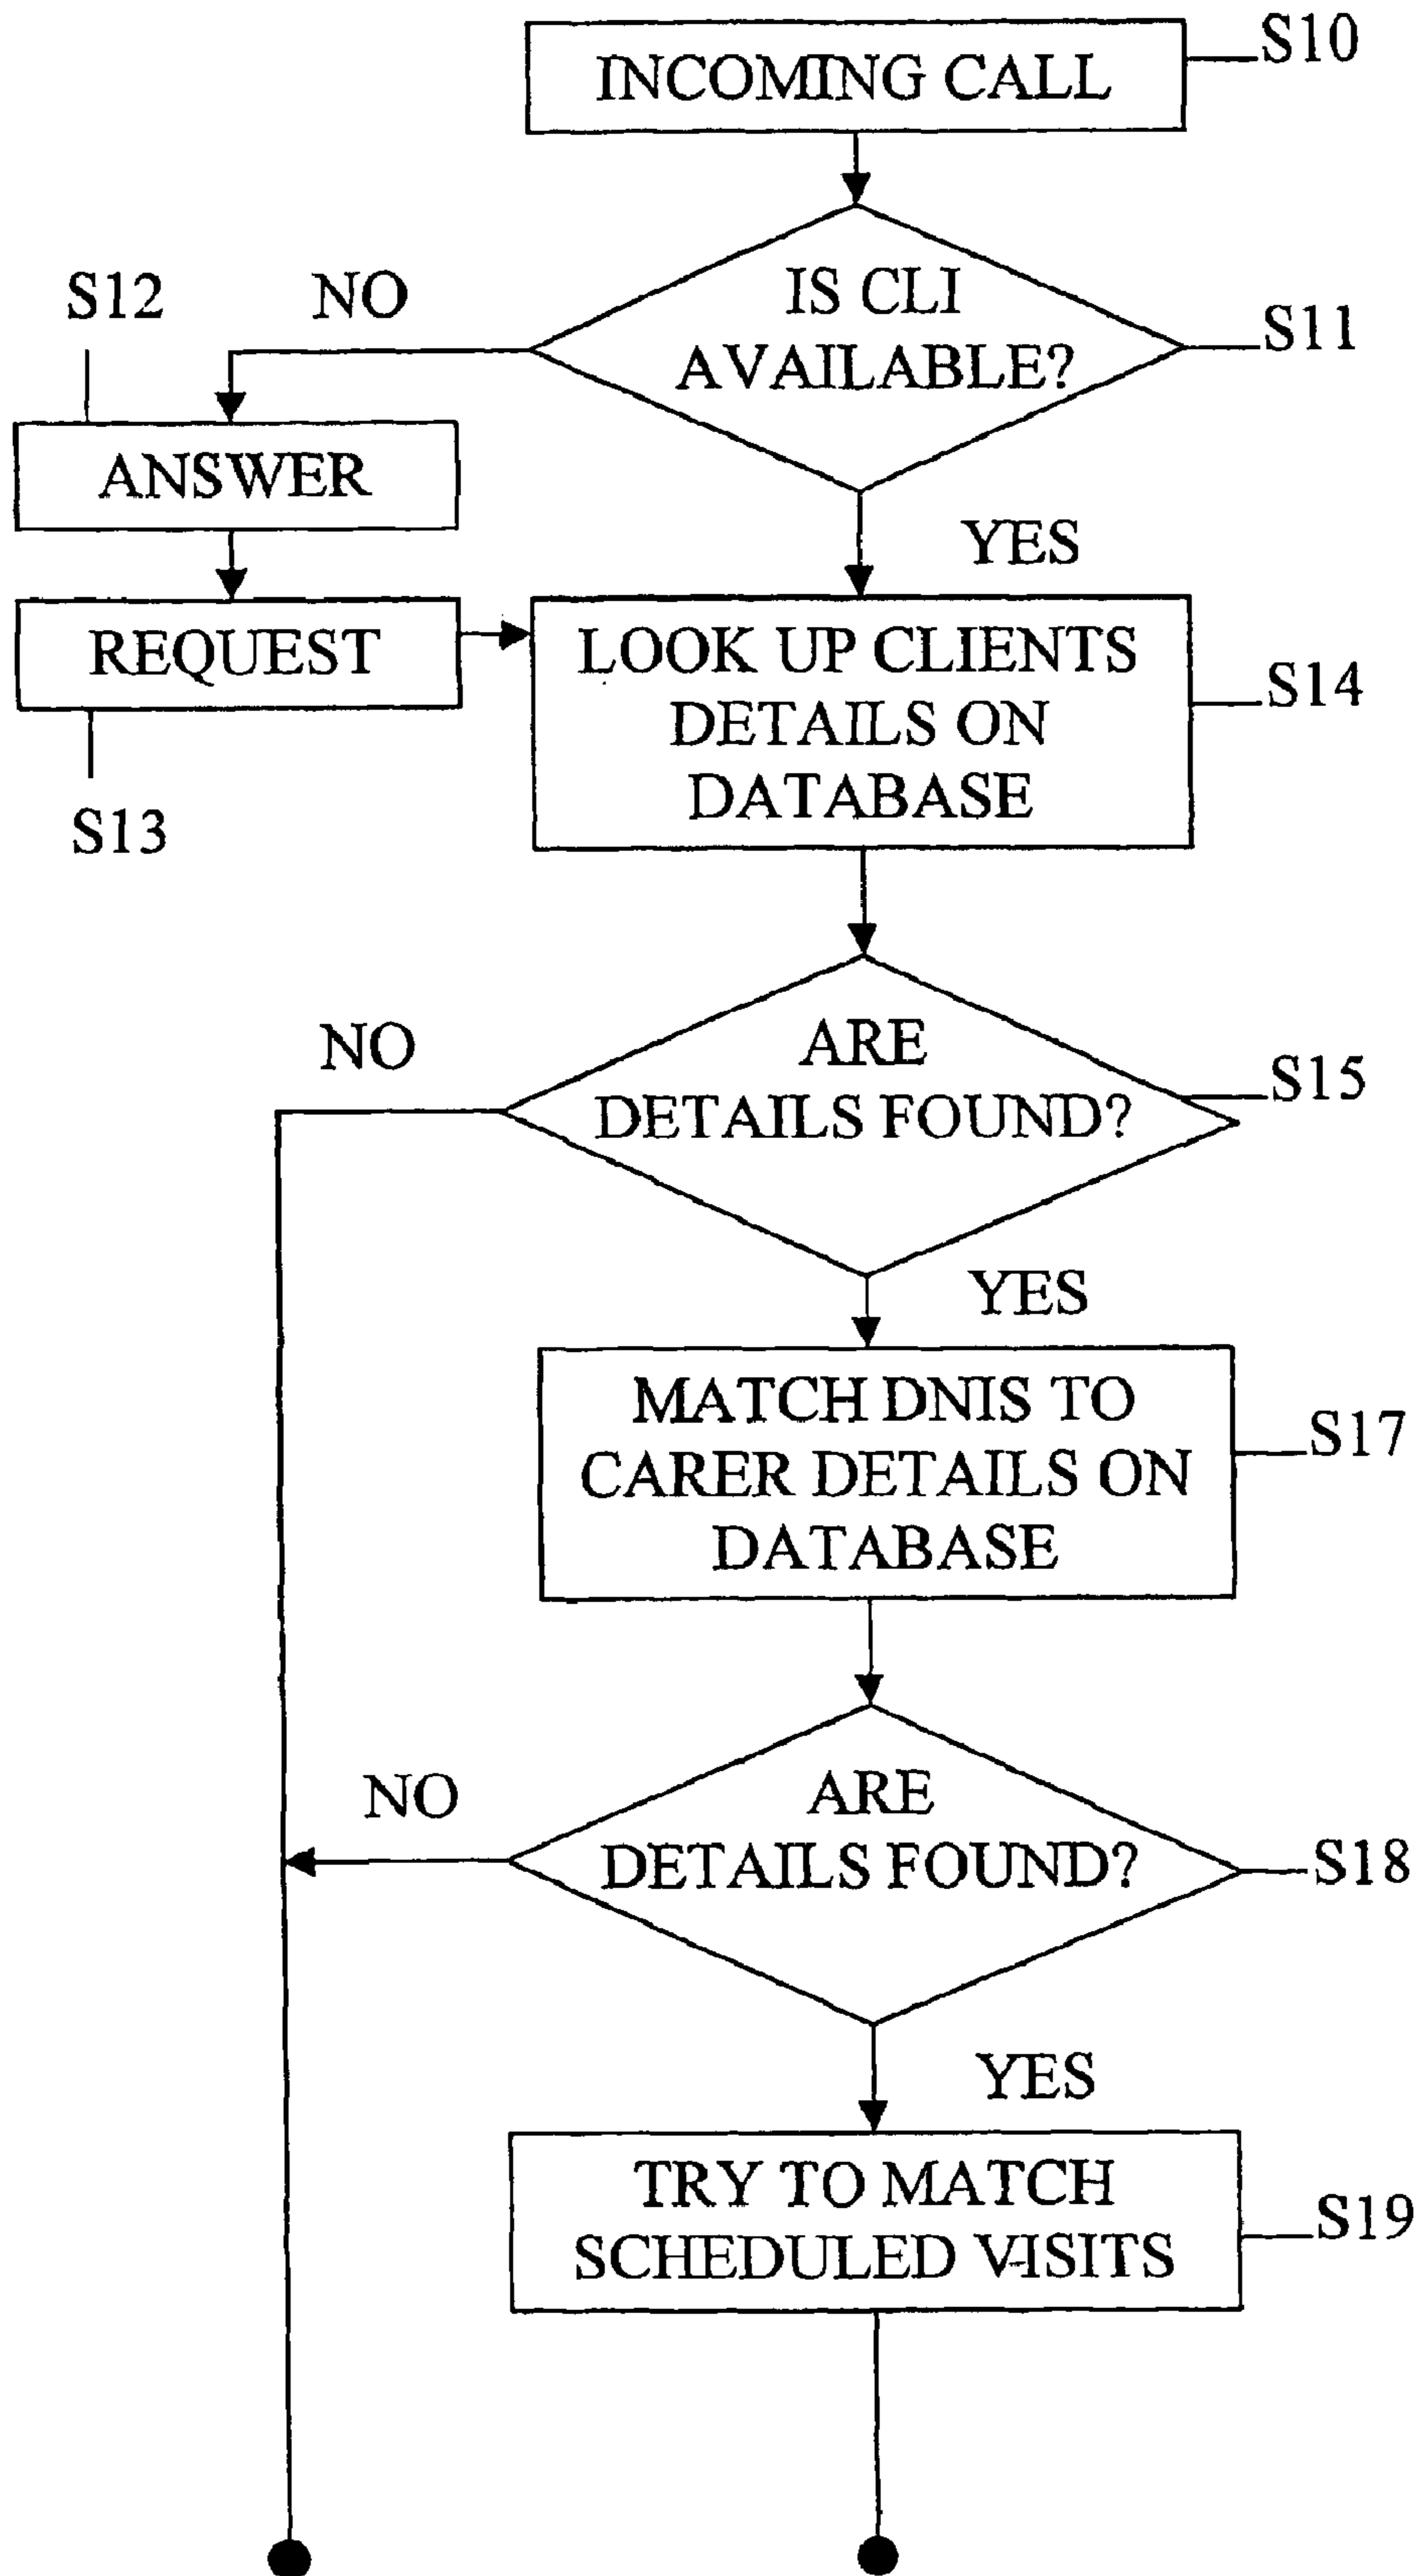 INCOMING CALL
S10
IS CLI
AVAILABLE?
S11
NO
S12
ANSWER
YES
REQUEST
S13
LOOK UP CLIENTS
DETAILS ON
DATABASE
S14
ARE
DETAILS FOUND?
S15
NO
YES
MATCH DNIS TO
CARER DETAILS ON
DATABASE
S17
ARE
DETAILS FOUND?
S18
NO
YES
TRY TO MATCH
SCHEDULED VISITS
S19